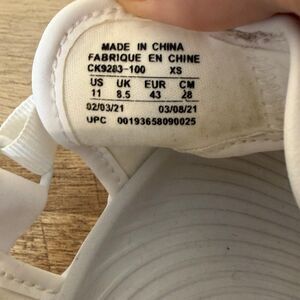 MADE IN CHINA
FABRIQUE EN CHINE
CK9283-100 XS
US UK EUR CM
11 8.5 43 28
02/03/21 03/08/21
UPC 00193658090025